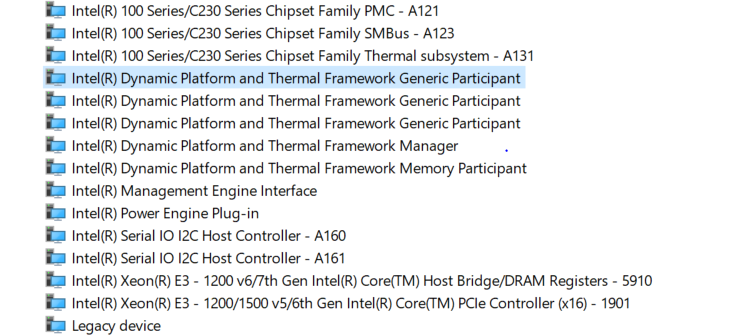 Intel(R) 100 Series/C230 Series Chipset Family PMC - A121
Intel(R) 100 Series/C230 Series Chipset Family SMBus - A123
Intel(R) 100 Series/C230 Series Chipset Family Thermal subsystem - A131
Intel(R) Dynamic Platform and Thermal Framework Generic Participant
Intel(R) Dynamic Platform and Thermal Framework Generic Participant
Intel(R) Dynamic Platform and Thermal Framework Generic Participant
Intel(R) Dynamic Platform and Thermal Framework Manager
Intel(R) Dynamic Platform and Thermal Framework Memory Participant
Intel(R) Management Engine Interface
Intel(R) Power Engine Plug-in
Intel(R) Serial IO I2C Host Controller - A160
Intel(R) Serial IO I2C Host Controller - A161
Intel(R) Xeon(R) E3 - 1200 v6/7th Gen Intel(R) Core(TM) Host Bridge/DRAM Registers - 5910
Intel(R) Xeon(R) E3 - 1200/1500 v5/6th Gen Intel(R) Core(TM) PCIe Controller (x16) - 1901
Legacy device